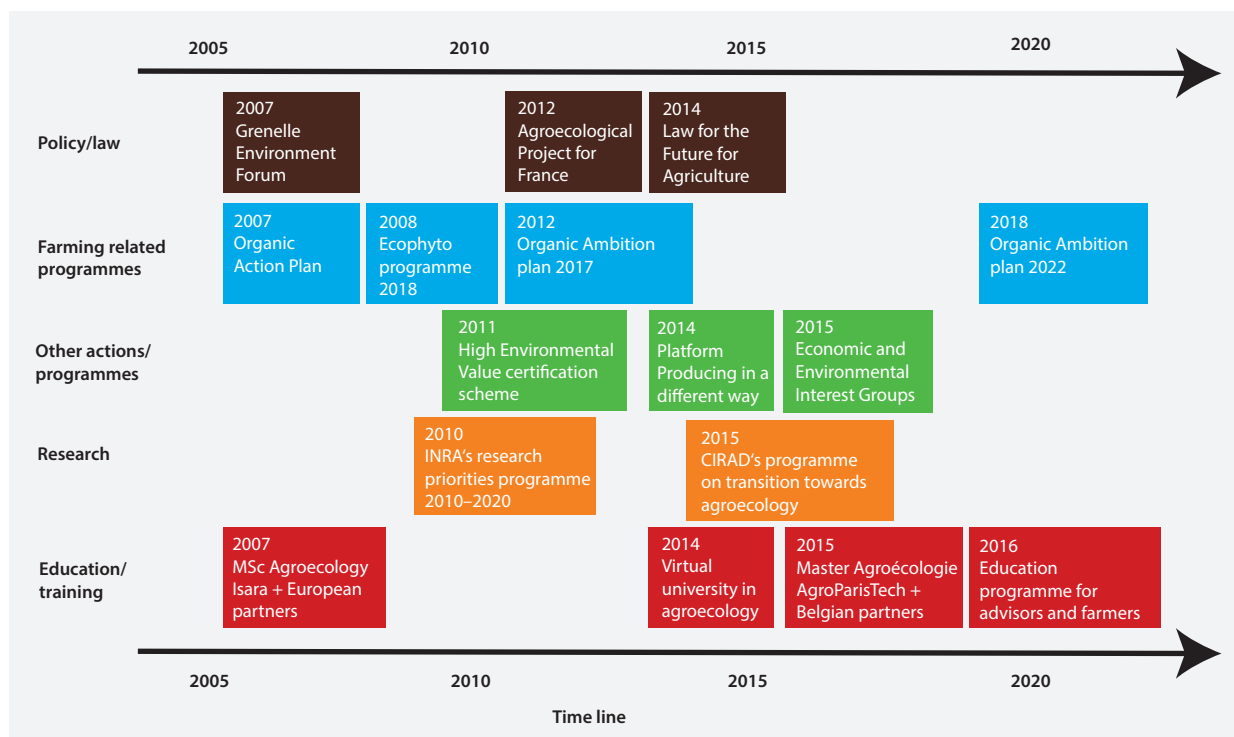 2005 2010 2015 2020
Policy/law
2007
Grenelle
Environment
Forum
2012
Agroecological
Project for
France
2014
Law for the
Future for
Agriculture
Farming related
programmes
2007
Organic
Action Plan
2008
Ecophyto
programme
2018
2012
Organic Ambition
plan 2017
2018
Organic Ambition
plan 2022
Other actions/
programmes
2011
High Environmental
Value certification
scheme
2014
Platform
Producing in a
different way
2015
Economic and
Environmental
Interest Groups
Research
2010
INRA's research
priorities programme
2010–2020
2015
CIRAD's programme
on transition towards
agroecology
Education/
training
2007
MSc Agroecology
Isara + European
partners
2014
Virtual
university in
agroecology
2015
Master Agroécologie
AgroParisTech +
Belgian partners
2016
Education
programme for
advisors and farmers
2005 2010 2015 2020
Time line